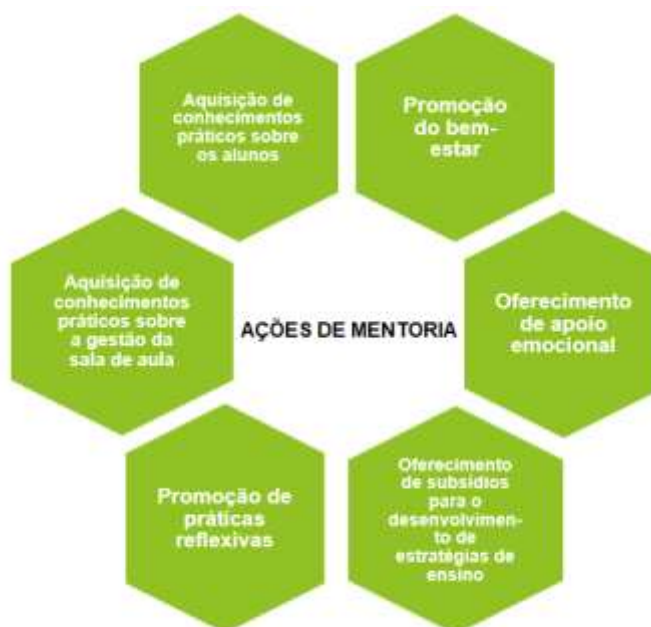 Aquisição de
conhecimentos
práticos sobre
os alunos
Promoção
do bem-
estar
Aquisição de
conhecimentos
práticos sobre
a gestão da
sala de aula
AÇÕES DE MENTORIA
Oferecimento
de apoio
emocional
Promoção de
práticas
reflexivas
Oferecimento
de subsídios
para o
desenvolvimen-
to de
estratégias de
ensino